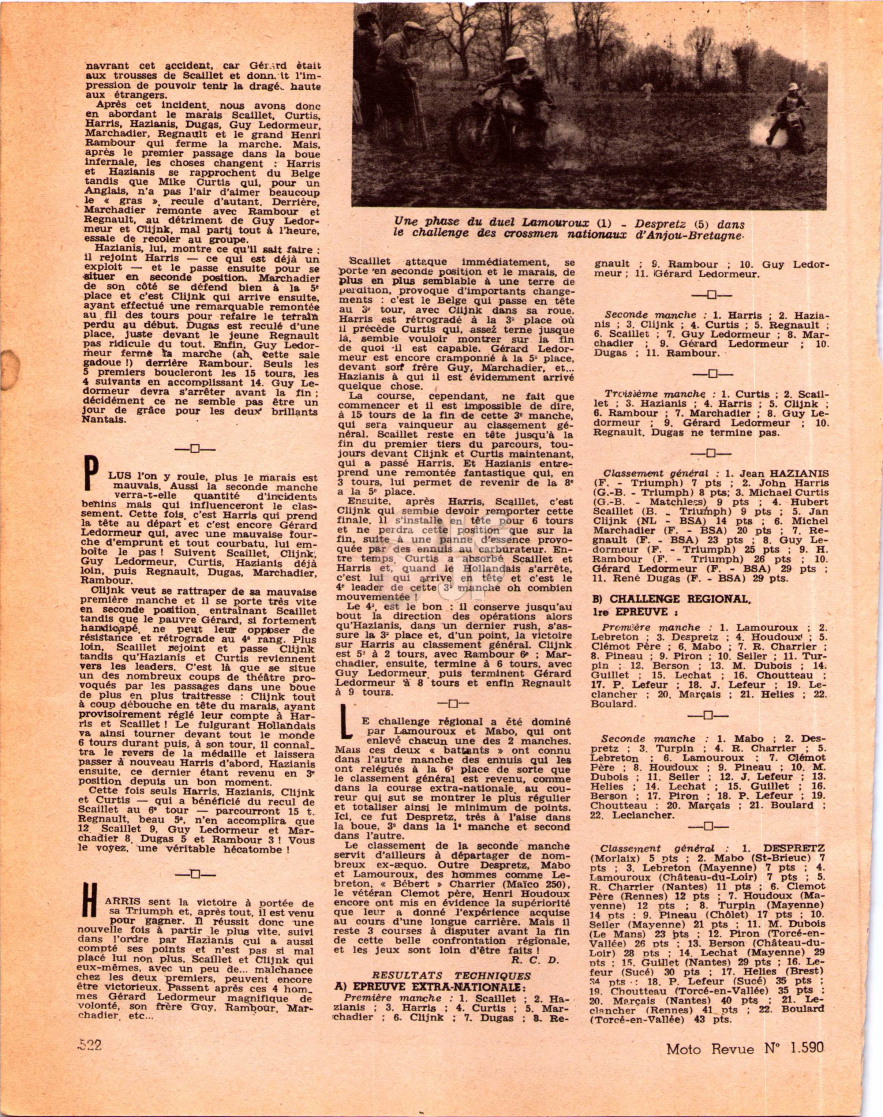 navrant cet accident, car Gérard était
aux trousses de Scaillet et donnait l'im-
pression de pouvoir tenir la dragée haute
aux étrangers.
Après cet incident, nous avons donc
en abordant le marais Scaillet, Curtis,
Harris, Hazianis, Dugas, Guy Ledormeur,
Marchadier, Regnault et le grand Henri
Rambour qui ferme la marche. Mais,
après le premier passage dans la boue
infernale, les choses changent : Harris
et Hazianis se rapprochent du Belge
tandis que Mike Curtis qui, pour un
Anglais, n'a pas l'air d'aimer beaucoup
le « gras », recule d'autant. Derrière,
Marchadier remonte avec Rambour et
Regnault, au détriment de Guy Ledor-
meur et Clijnk, mal parti tout à l'heure,
essaie de recoler au groupe.
Hazianis, lui, montre ce qu'il sait faire :
il rejoint Harris — ce qui est déjà un
exploit — et le passe ensuite pour se
situer en seconde position. Marchadier
de son côté se défend bien à la 5e
place et c'est Clijnk qui arrive ensuite,
ayant effectué une remarquable remontée
au fil des tours pour refaire le terrain
perdu au début. Dugas est reculé d'une
place, juste devant le jeune Regnault
pas ridicule du tout. Enfin, Guy Ledor-
meur ferme la marche (ah, cette sale
gadoue !) derrière Rambour. Seuls les
5 premiers boucleront les 15 tours, les
4 suivants en accomplissant 14. Guy Le-
dormeur devra s'arrêter avant la fin ;
décidément ce ne semble pas être un
jour de grâce pour les deux brillants
Nantais.
PLUS l'on y roule, plus le marais est
mauvais. Aussi la seconde manche
verra-t-elle quantité d'incidents
bénins mais qui influenceront le clas-
sement. Cette fois, c'est Harris qui prend
la tête au départ et c'est encore Gérard
Ledormeur qui, avec une mauvaise four-
che d'emprunt et tout courbatu, lui em-
boîte le pas ! Suivent Scaillet, Clijnk,
Guy Ledormeur, Curtis, Hazianis déjà
loin, puis Regnault, Dugas, Marchadier,
Rambour.
Clijnk veut se rattraper de sa mauvaise
première manche et il se porte très vite
en seconde position, entraînant Scaillet
tandis que le pauvre Gérard, si fortement
handicapé, ne peut leur opposer de
résistance et rétrograde au 4e rang. Plus
loin, Scaillet rejoint et passe Clijnk
tandis qu'Hazianis et Curtis reviennent
vers les leaders. C'est là que se situe
un des nombreux coups de théâtre pro-
voqués par les passages dans une boue
de plus en plus traîtresse : Clijnk tout
à coup débouche en tête du marais, ayant
provisoirement réglé leur compte à Har-
ris et Scaillet ! Le fulgurant Hollandais
va ainsi tourner devant tout le monde
6 tours durant puis, à son tour, il connaî-
tra le revers de la médaille et laissera
passer à nouveau Harris d'abord, Hazianis
ensuite, ce dernier étant revenu en 3e
position depuis un bon moment.
Cette fois seuls Harris, Hazianis, Clijnk
et Curtis — qui a bénéficié du recul de
Scaillet au 6e tour — parcourront 15 t.
Regnault, beau 5e, n'en accomplira que
12, Scaillet 9, Guy Ledormeur et Mar-
chadier 8, Dugas 5 et Rambour 3 ! Vous
le voyez, une véritable hécatombe !
HARRIS sent la victoire à portée de
sa Triumph et, après tout, il est venu
pour gagner. Il réussit donc une
nouvelle fois à partir le plus vite, suivi
dans l'ordre par Hazianis qui a aussi
compté ses points et n'est pas si mal
placé lui non plus, Scaillet et Clijnk qui
eux-mêmes, avec un peu de... malchance
chez les deux premiers, peuvent encore
être victorieux. Passent après ces 4 hom-
mes Gérard Ledormeur magnifique de
volonté, son frère Guy, Rambour, Mar-
chadier, etc...
Une phase du duel Lamouroux (1) - Despretz (5) dans
le challenge des crossmen nationaux d'Anjou-Bretagne.
Scaillet attaque immédiatement, se
porte en seconde position et le marais, de
plus en plus semblable à une terre de
perdition, provoque d'importants change-
ments : c'est le Belge qui passe en tête
au 3e tour, avec Clijnk dans sa roue.
Harris est rétrogradé à la 3e place où
il précède Curtis qui, assez terne jusque
là, semble vouloir montrer sur la fin
de quoi il est capable. Gérard Ledor-
meur est encore cramponné à la 5e place,
devant son frère Guy, Marchadier, et...
Hazianis à qui il est évidemment arrivé
quelque chose.
La course, cependant, ne fait que
commencer et il est impossible de dire,
à 15 tours de la fin de cette 3e manche,
qui sera vainqueur au classement gé-
néral. Scaillet reste en tête jusqu'à la
fin du premier tiers du parcours, tou-
jours devant Clijnk et Curtis maintenant,
qui a passé Harris. Et Hazianis entre-
prend une remontée fantastique qui, en
3 tours, lui permet de revenir de la 8e
à la 5e place.
Ensuite, après Harris, Scaillet, c'est
Clijnk qui semble devoir remporter cette
finale. Il s'installe en tête pour 6 tours
et ne perdra cette position que sur la
fin, suite à une panne d'essence provo-
quée par des ennuis au carburateur. En-
tre temps, Curtis a absorbé Scaillet et
Harris et, quand le Hollandais s'arrête,
c'est lui qui arrive en tête et c'est le
4e leader de cette 3e manche oh combien
mouvementée !
Le 4e, est le bon : il conserve jusqu'au
bout la direction des opérations alors
qu'Hazianis, dans un dernier rush, s'as-
sure la 3e place et, d'un point, la victoire
sur Harris au classement général. Clijnk
est 5e à 2 tours, avec Rambour 6e ; Mar-
chadier, ensuite, termine à 6 tours, avec
Guy Ledormeur, puis terminent Gérard
Ledormeur à 8 tours et enfin Regnault
à 9 tours.
LE challenge régional a été dominé
par Lamouroux et Mabo, qui ont
enlevé chacun une des 2 manches.
Mais ces deux « battants » ont connu
dans l'autre manche des ennuis qui les
ont relégués à la 6e place de sorte que
le classement général est revenu, comme
dans la course extra-nationale, au cou-
reur qui sut se montrer le plus régulier
et totaliser ainsi le minimum de points.
Ici, ce fut Despretz, très à l'aise dans
la boue, 3e dans la 1e manche et second
dans l'autre.
Le classement de la seconde manche
servit d'ailleurs à départager de nom-
breux ex-æquo. Outre Despretz, Mabo
et Lamouroux, des hommes comme Le-
breton, « Bébert » Charrier (Maïco 250),
le vétéran Clemot père, Henri Houdoux
encore ont mis en évidence la supériorité
que leur a donné l'expérience acquise
au cours d'une longue carrière. Mais il
reste 3 courses à disputer avant la fin
de cette belle confrontation régionale,
et les jeux sont loin d'être faits !
R. C. D.
RESULTATS TECHNIQUES
A) EPREUVE EXTRA-NATIONALE :
Première manche : 1. Scaillet ; 2. Ha-
zianis ; 3. Harris ; 4. Curtis ; 5. Mar-
chadier ; 6. Clijnk ; 7. Dugas ; 8. Re-
gnault ; 9. Rambour ; 10. Guy Ledor-
meur ; 11. Gérard Ledormeur.
Seconde manche : 1. Harris ; 2. Hazia-
nis ; 3. Clijnk ; 4. Curtis ; 5. Regnault ;
6. Scaillet ; 7. Guy Ledormeur ; 8. Mar-
chadier ; 9. Gérard Ledormeur ; 10.
Dugas ; 11. Rambour.
Troisième manche : 1. Curtis ; 2. Scail-
let ; 3. Hazianis ; 4. Harris ; 5. Clijnk ;
6. Rambour ; 7. Marchadier ; 8. Guy Le-
dormeur ; 9. Gérard Ledormeur ; 10.
Regnault. Dugas ne termine pas.
Classement général : 1. Jean HAZIANIS
(F. - Triumph) 7 pts ; 2. John Harris
(G.-B. - Triumph) 8 pts ; 3. Michael Curtis
(G.-B. - Matchless) 9 pts ; 4. Hubert
Scaillet (B. - Triumph) 9 pts ; 5. Jan
Clijnk (NL - BSA) 14 pts ; 6. Michel
Marchadier (F. - BSA) 20 pts ; 7. Re-
gnault (F. - BSA) 23 pts ; 8. Guy Le-
dormeur (F. - Triumph) 25 pts ; 9. H.
Rambour (F. - Triumph) 26 pts ; 10.
Gérard Ledormeur (F. - BSA) 29 pts ;
11. René Dugas (F. - BSA) 29 pts.
B) CHALLENGE REGIONAL,
1re EPREUVE :
Première manche : 1. Lamouroux ; 2.
Lebreton ; 3. Despretz ; 4. Houdoux ; 5.
Clémot Père ; 6. Mabo ; 7. R. Charrier ;
8. Pineau ; 9. Piron ; 10. Seiler ; 11. Tur-
pin ; 12. Berson ; 13. M. Dubois ; 14.
Guillet ; 15. Lechat ; 16. Choutteau ;
17. P. Lefeur ; 18. J. Lefeur ; 19. Le-
clancher ; 20. Marçais ; 21. Helies ; 22.
Boulard.
Seconde manche : 1. Mabo ; 2. Des-
pretz ; 3. Turpin ; 4. R. Charrier ; 5.
Lebreton ; 6. Lamouroux ; 7. Clémot
Père ; 8. Houdoux ; 9. Pineau ; 10. M.
Dubois ; 11. Seiler ; 12. J. Lefeur ; 13.
Helies ; 14. Lechat ; 15. Guillet ; 16.
Berson ; 17. Piron ; 18. P. Lefeur ; 19.
Choutteau ; 20. Marçais ; 21. Boulard ;
22. Leclancher.
Classement général : 1. DESPRETZ
(Morlaix) 5 pts ; 2. Mabo (St-Brieuc) 7
pts ; 3. Lebreton (Mayenne) 7 pts ; 4.
Lamouroux (Château-du-Loir) 7 pts ; 5.
R. Charrier (Nantes) 11 pts ; 6. Clemot
Père (Rennes) 12 pts ; 7. Houdoux (Ma-
yenne) 12 pts ; 8. Turpin (Mayenne)
14 pts ; 9. Pineau (Chôlet) 17 pts ; 10.
Seiler (Mayenne) 21 pts ; 11. M. Dubois
(Le Mans) 23 pts ; 12. Piron (Torcé-en-
Vallée) 26 pts ; 13. Berson (Château-du-
Loir) 28 pts ; 14. Lechat (Mayenne) 29
pts ; 15. Guillet (Nantes) 29 pts ; 16. Le-
feur (Sucé) 30 pts ; 17. Helies (Brest)
34 pts ; 18. P. Lefeur (Sucé) 35 pts ;
19. Choutteau (Torcé-en-Vallée) 35 pts ;
20. Marçais (Nantes) 40 pts ; 21. Le-
clancher (Rennes) 41 pts ; 22. Boulard
(Torcé-en-Vallée) 43 pts.
522
Moto Revue N° 1.590